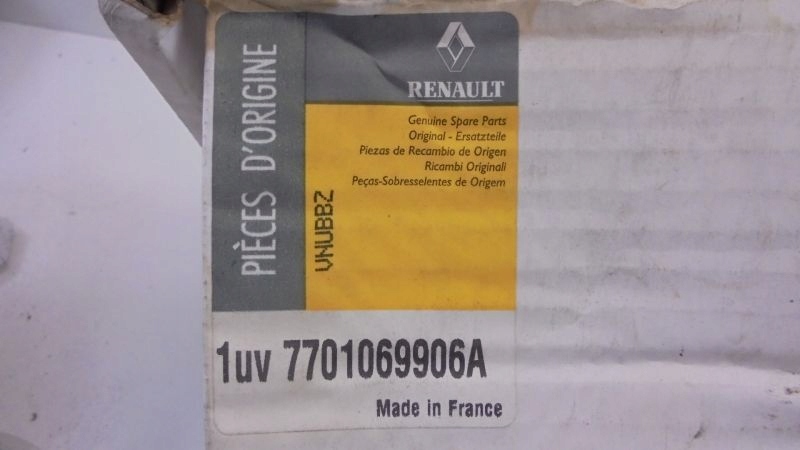 PIÈCES D'ORIGINE
RENAULT
Genuine Spare Parts
Original - Ersatzteile
Piezas de Recambio de Origen
Ricambi Originali
Peças-Sobresselentes de Origem
VNUBBZ
1uv 7701069906A
Made in France